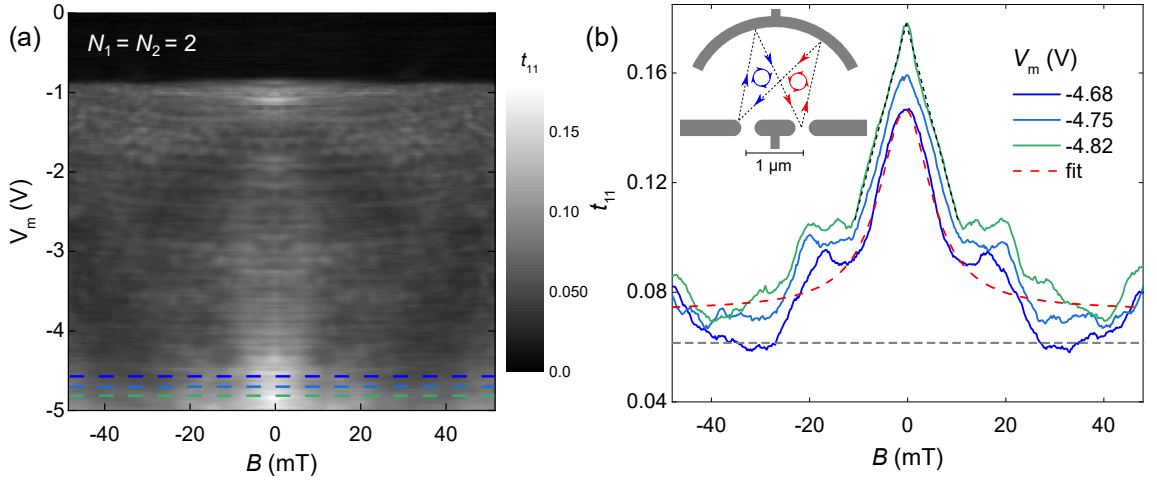 (a)
N₁ = N₂ = 2
t₁₁
0
-1
-2
-3
-4
-5
Vₘ (V)
0.15
0.10
0.050
0.0
-40
-20
0
20
40
B (mT)
(b)
t₁₁
0.16
0.12
0.08
0.04
1 μm
Vₘ (V)
-4.68
-4.75
-4.82
fit
-40
-20
0
20
40
B (mT)